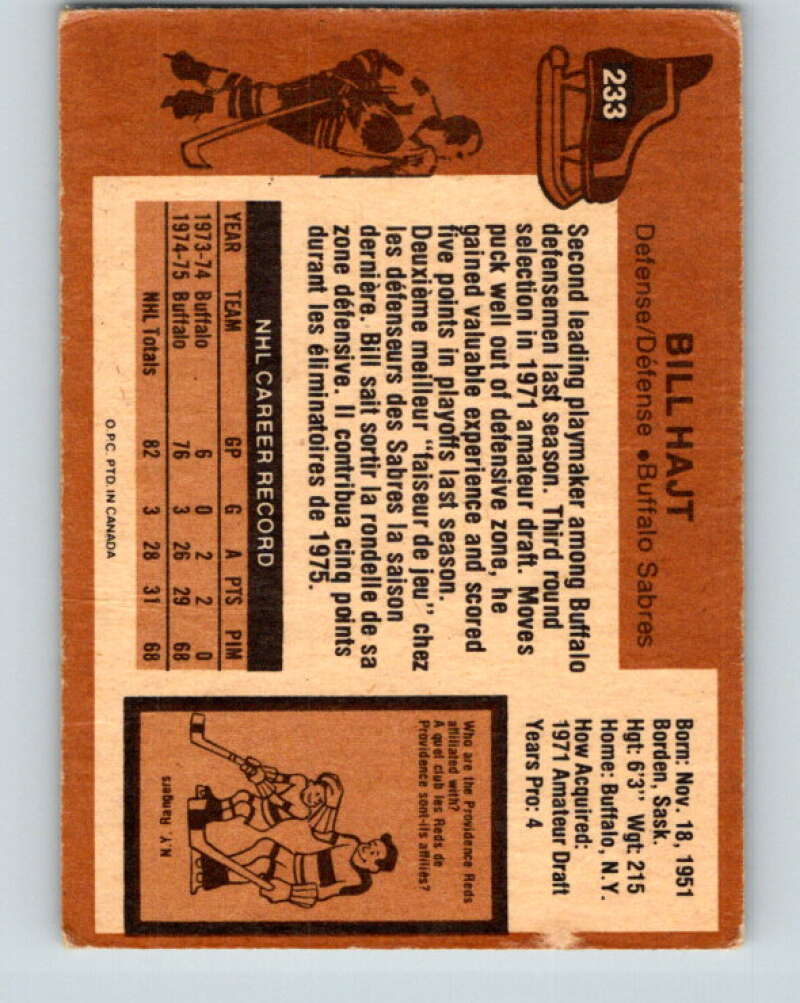 233
BILL HAJT
Defense/Défense •Buffalo Sabres
Second leading playmaker among Buffalo
defensemen last season. Third round
selection in 1971 amateur draft. Moves
puck well out of defensive zone, he
gained valuable experience and scored
five points in playoffs last season.
Deuxième meilleur "faiseur de jeu" chez
les défenseurs des Sabres la saison
dernière. Bill sait sortir la rondelle de sa
zone défensive. Il contribua cinq points
durant les éliminatoires de 1975.
NHL CAREER RECORD
YEAR TEAM GP G A PTS PIM
1973-74 Buffalo 6 0 2 2 0
1974-75 Buffalo 76 3 26 29 68
NHL Totals 82 3 28 31 68
O.P.C. PTD. IN CANADA
Born: Nov. 18, 1951
Borden, Sask.
Hgt: 6'3" Wgt: 215
Home: Buffalo, N.Y.
How Acquired:
1971 Amateur Draft
Years Pro: 4
Who are the Providence Reds
affiliated with?
A quel club les Reds de
Providence sont-ils affiliés?
N.Y. Rangers